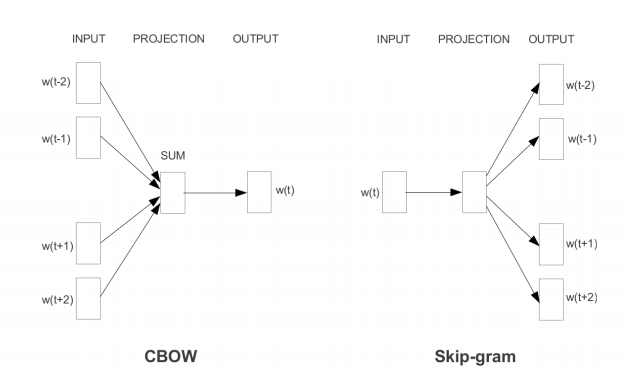 INPUT PROJECTION OUTPUT
w(t-2)
w(t-1)
SUM
w(t)
w(t+1)
w(t+2)
CBOW
INPUT PROJECTION OUTPUT
w(t-2)
w(t-1)
w(t)
w(t+1)
w(t+2)
Skip-gram